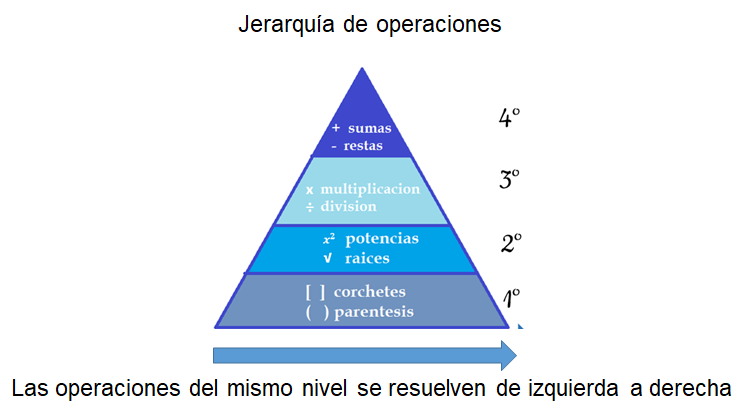 Jerarquía de operaciones
+ sumas
- restas
4º
x multiplicacion
÷ division
3º
x² potencias
√ raices
2º
[ ] corchetes
( ) parentesis
1º
Las operaciones del mismo nivel se resuelven de izquierda a derecha